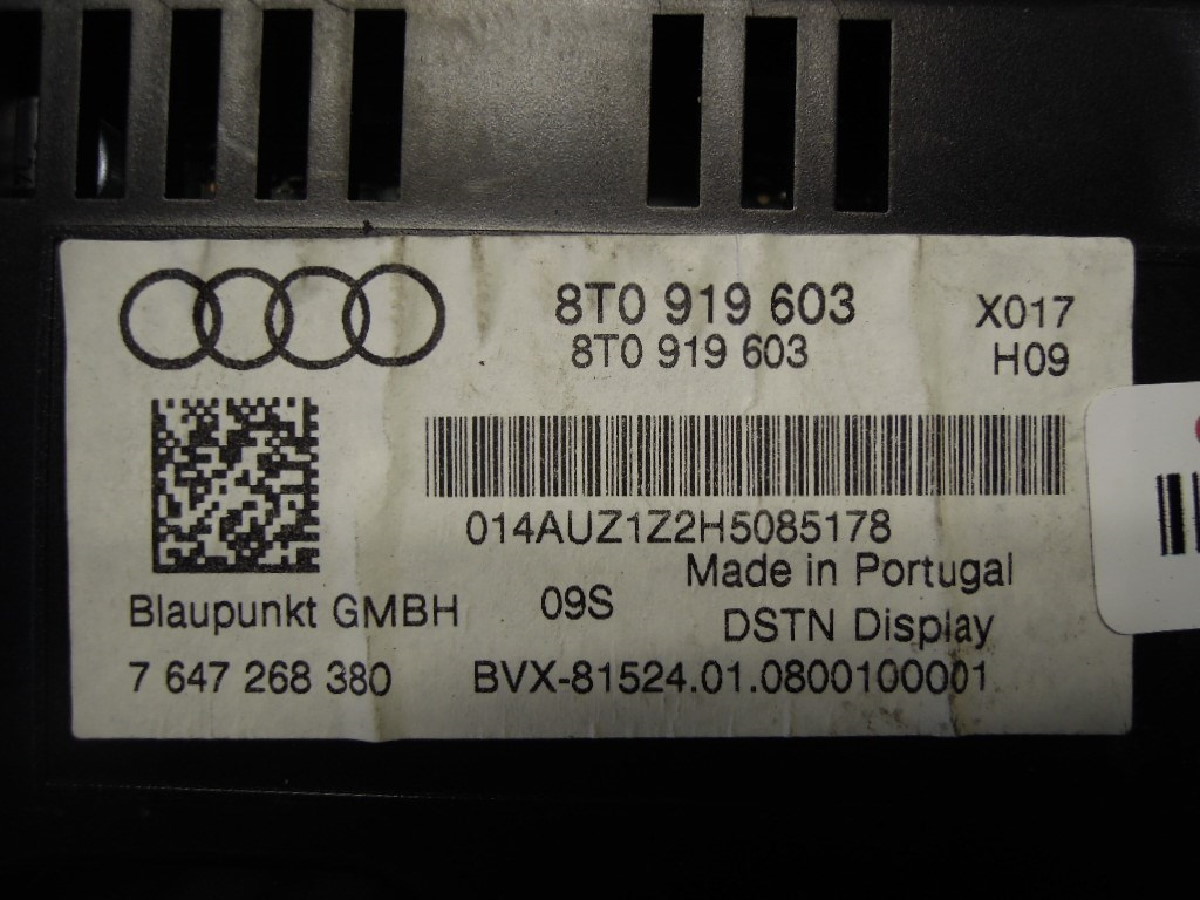 8T0 919 603
8T0 919 603
X017
H09
014AUZ1Z2H5085178
Made in Portugal
Blaupunkt GMBH
09S
DSTN Display
7 647 268 380
BVX-81524.01.0800100001